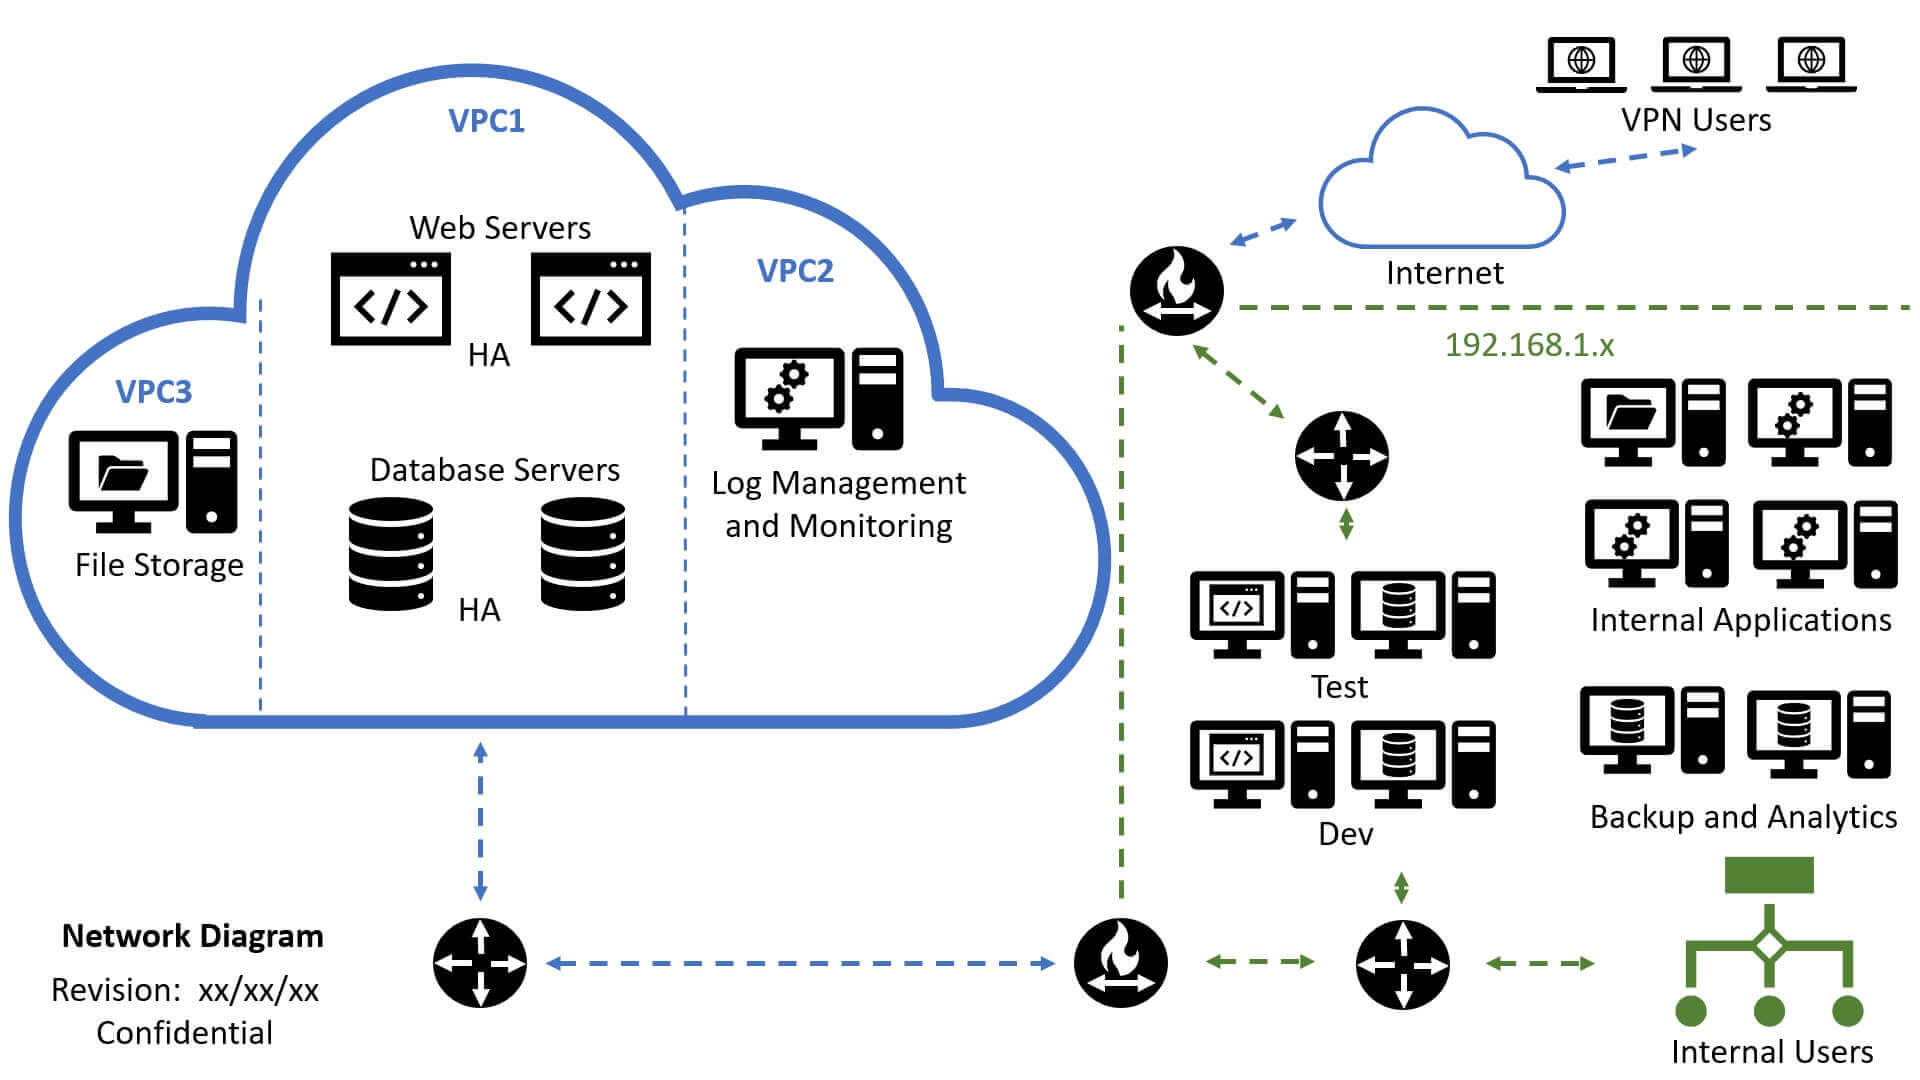 VPC1
Web Servers
</>
</>
HA
VPC2
VPC3
File Storage
Database Servers
HA
Log Management
and Monitoring
VPN Users
Internet
192.168.1.x
</>
Test
</>
Dev
Internal Applications
Backup and Analytics
Internal Users
Network Diagram
Revision: xx/xx/xx
Confidential